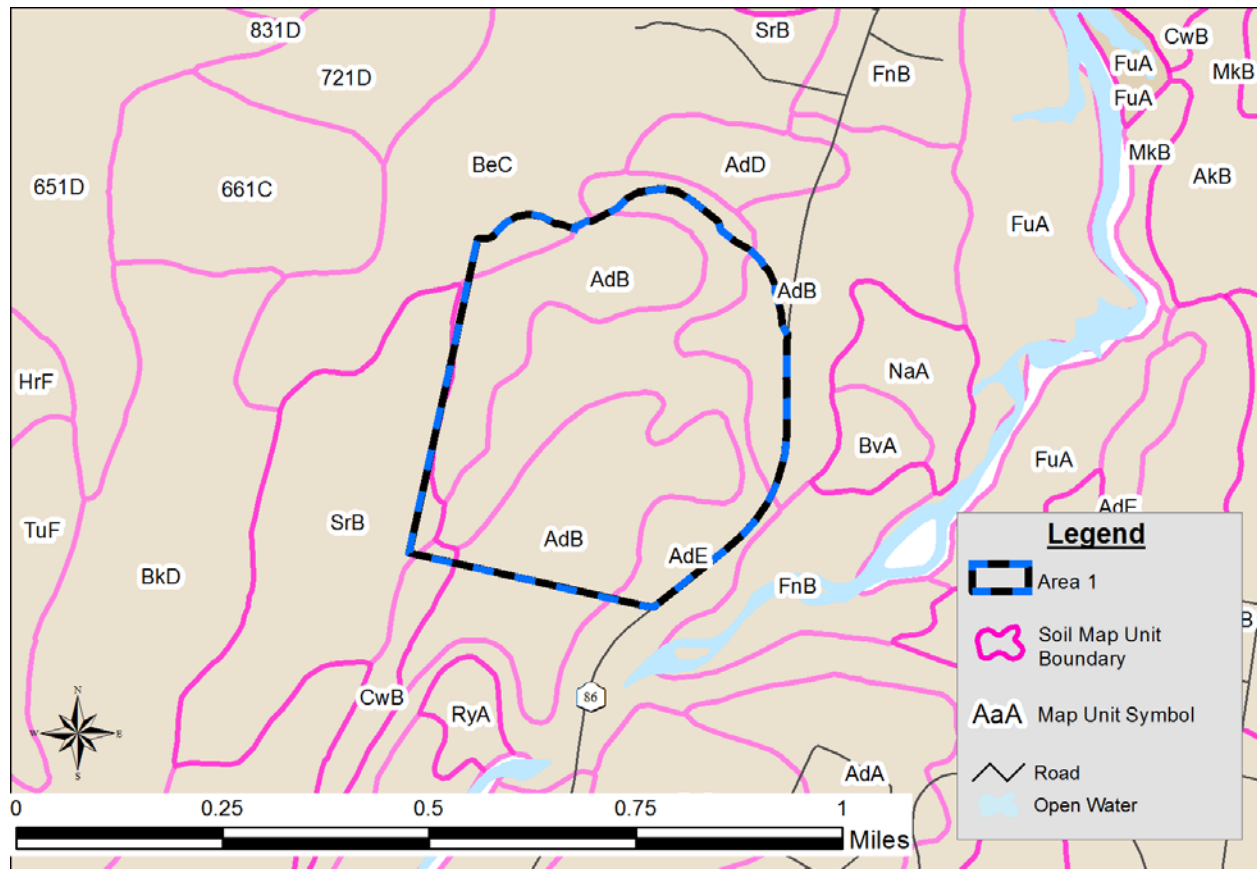 831D
SrB
CwB
721D
FnB
FuA
MkB
FuA
BeC
AdD
MkB
651D
661C
AkB
FuA
AdB
AdB
HrF
NaA
BvA
FuA
TuF
SrB
AdB
AdE
AdE
BkD
FnB
Legend
Area 1
Soil Map Unit
Boundary
AaA Map Unit Symbol
Road
Open Water
B
N
W E
S
CwB
RyA
86
AdA
0 0.25 0.5 0.75 1
Miles